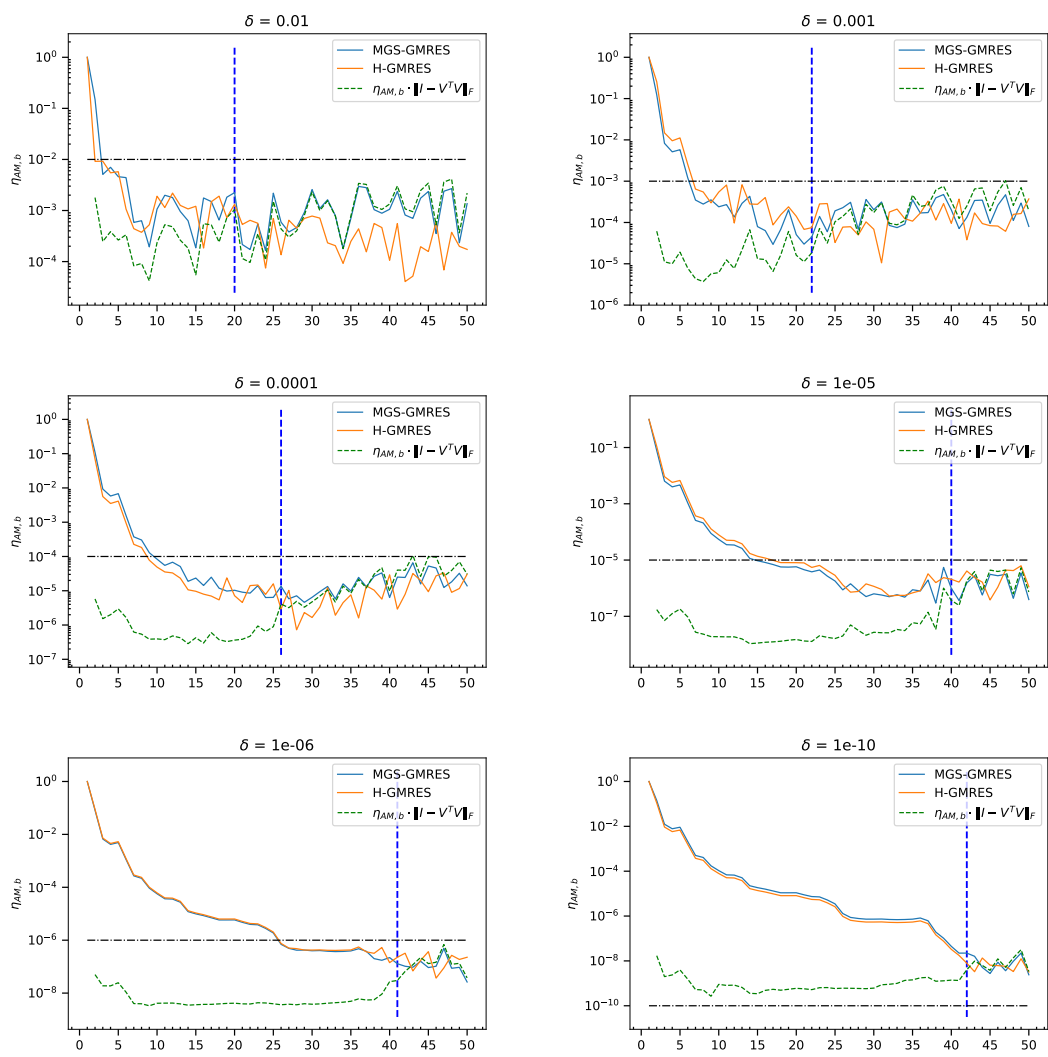 δ = 0.01
MGS-GMRES
H-GMRES
η_{AM,b} · ‖I − V^T V‖_F
η_{AM,b}
10^0
10^{-1}
10^{-2}
10^{-3}
10^{-4}
0 5 10 15 20 25 30 35 40 45 50
δ = 0.001
MGS-GMRES
H-GMRES
η_{AM,b} · ‖I − V^T V‖_F
η_{AM,b}
10^0
10^{-1}
10^{-2}
10^{-3}
10^{-4}
10^{-5}
10^{-6}
0 5 10 15 20 25 30 35 40 45 50
δ = 0.0001
MGS-GMRES
H-GMRES
η_{AM,b} · ‖I − V^T V‖_F
η_{AM,b}
10^0
10^{-1}
10^{-2}
10^{-3}
10^{-4}
10^{-5}
10^{-6}
10^{-7}
0 5 10 15 20 25 30 35 40 45 50
δ = 1e-05
MGS-GMRES
H-GMRES
η_{AM,b} · ‖I − V^T V‖_F
η_{AM,b}
10^{-1}
10^{-3}
10^{-5}
10^{-7}
0 5 10 15 20 25 30 35 40 45 50
δ = 1e-06
MGS-GMRES
H-GMRES
η_{AM,b} · ‖I − V^T V‖_F
η_{AM,b}
10^0
10^{-2}
10^{-4}
10^{-6}
10^{-8}
0 5 10 15 20 25 30 35 40 45 50
δ = 1e-10
MGS-GMRES
H-GMRES
η_{AM,b} · ‖I − V^T V‖_F
η_{AM,b}
10^0
10^{-2}
10^{-4}
10^{-6}
10^{-8}
10^{-10}
0 5 10 15 20 25 30 35 40 45 50